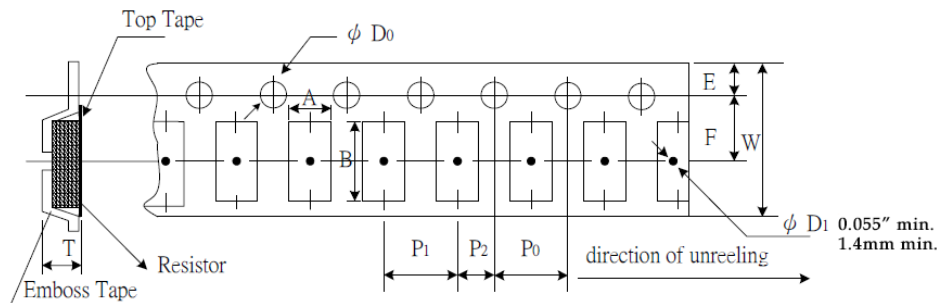 Top Tape
ϕ D0
A
E
F
W
B
ϕ D1 0.055″ min.
1.4mm min.
T
P1
P2
P0
direction of unreeling
Resistor
Emboss Tape